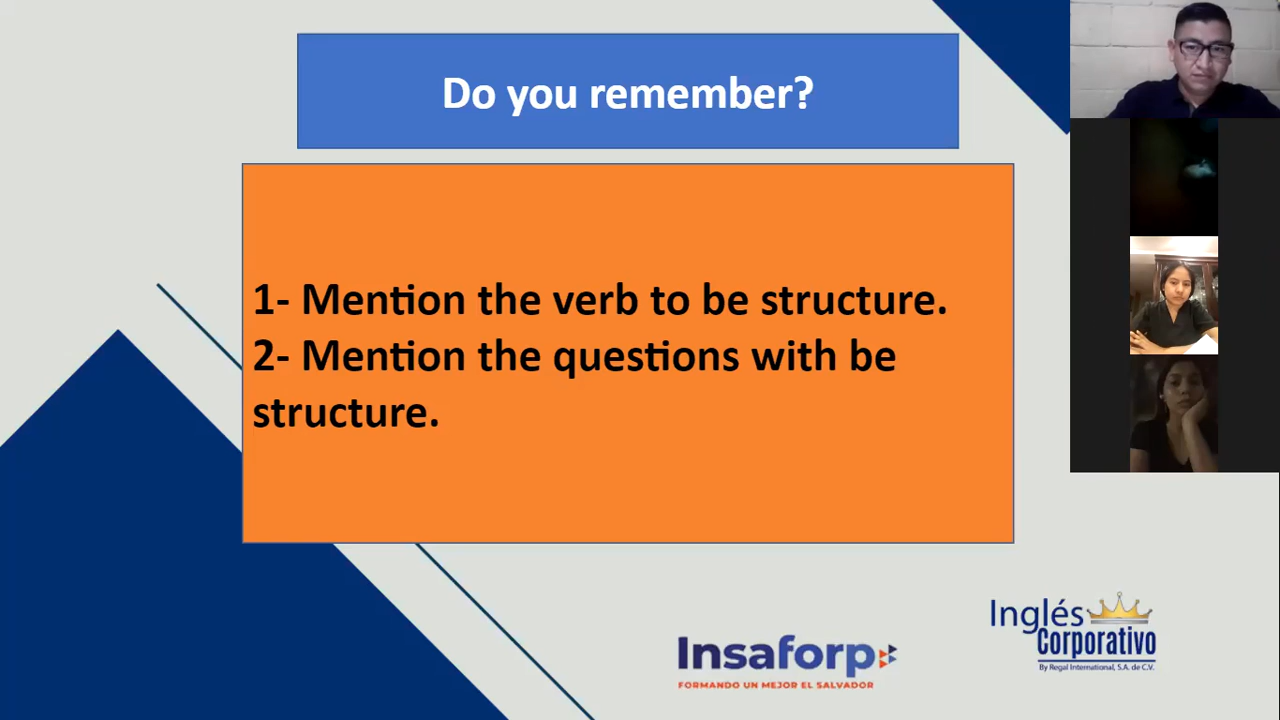 Do you remember?
1- Mention the verb to be structure.
2- Mention the questions with be
structure.
Insaforp
FORMANDO UN MEJOR EL SALVADOR
Inglés
Corporativo
By Regal International, S.A. de C.V.